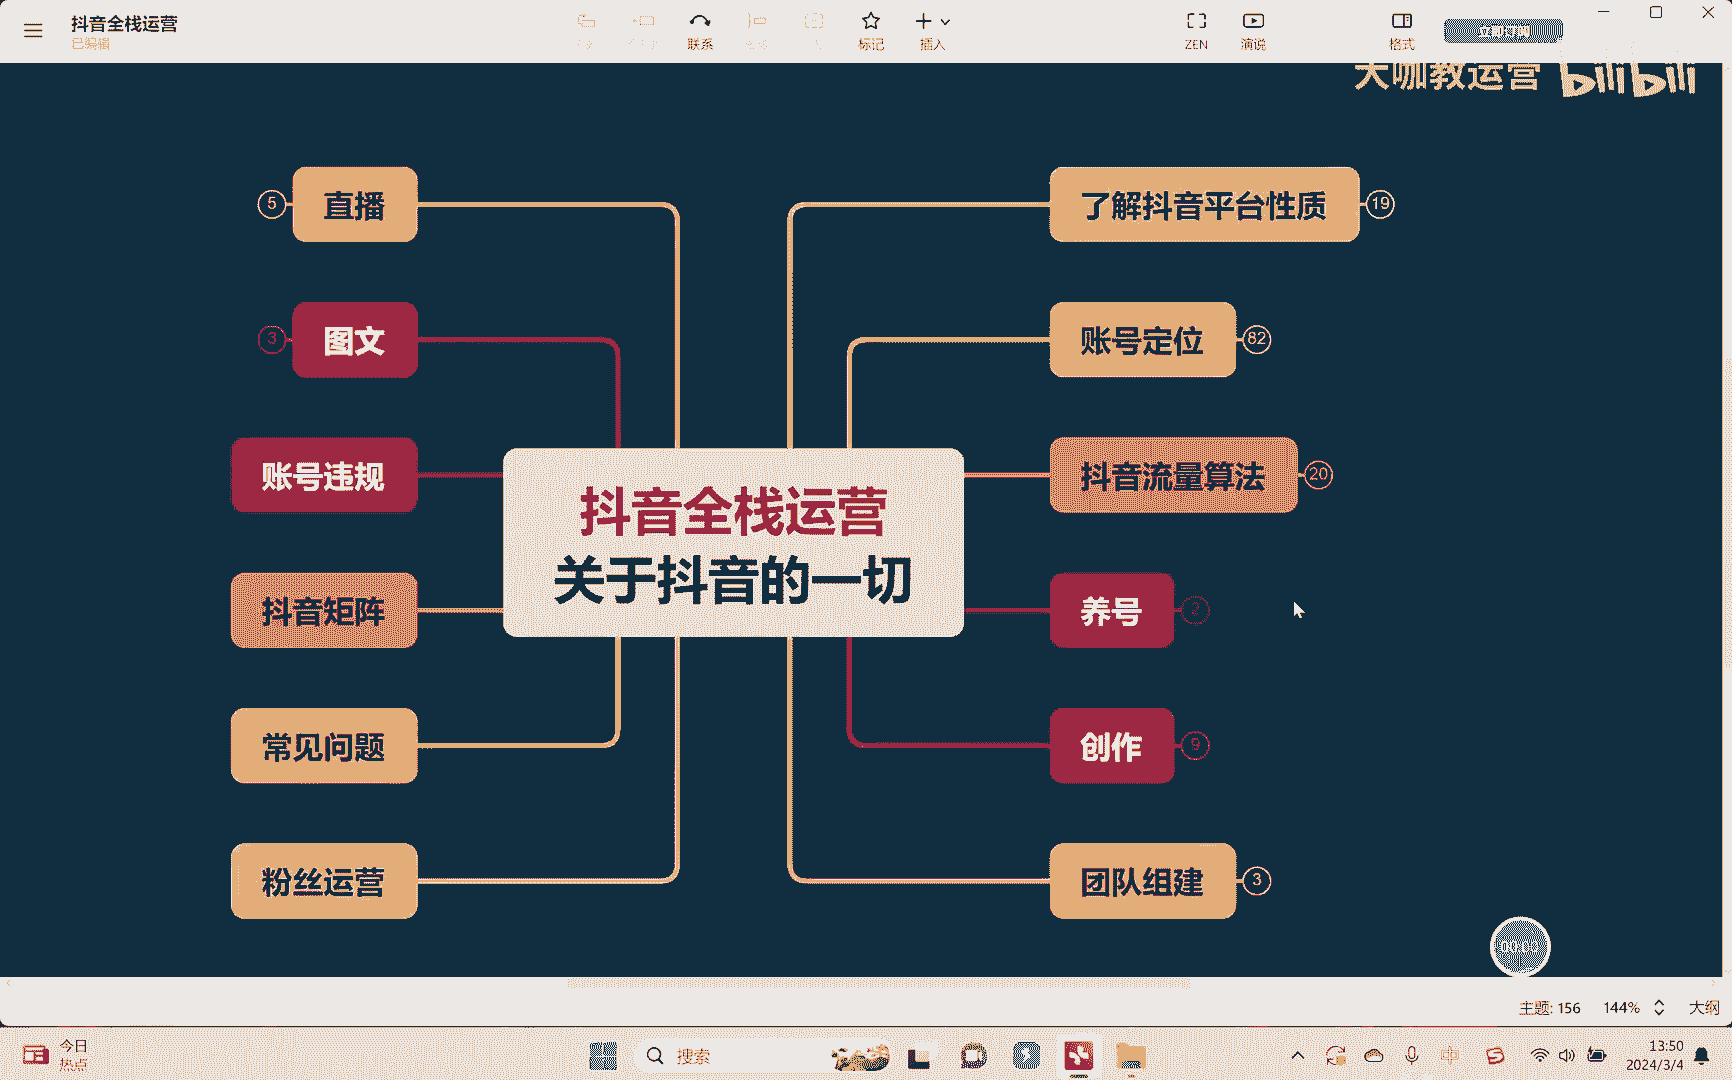 抖音全栈运营
已编辑
联系
标记
插入
ZEN
演说
格式
大咖教运营 bilibili
5
直播
了解抖音平台性质
19
3
图文
账号定位
82
账号违规
抖音流量算法
20
抖音全栈运营
关于抖音的一切
抖音矩阵
养号
2
常见问题
创作
9
粉丝运营
团队组建
3
主题: 156
144%
大纲
今日
热点
搜索
中
13:50
2024/3/4